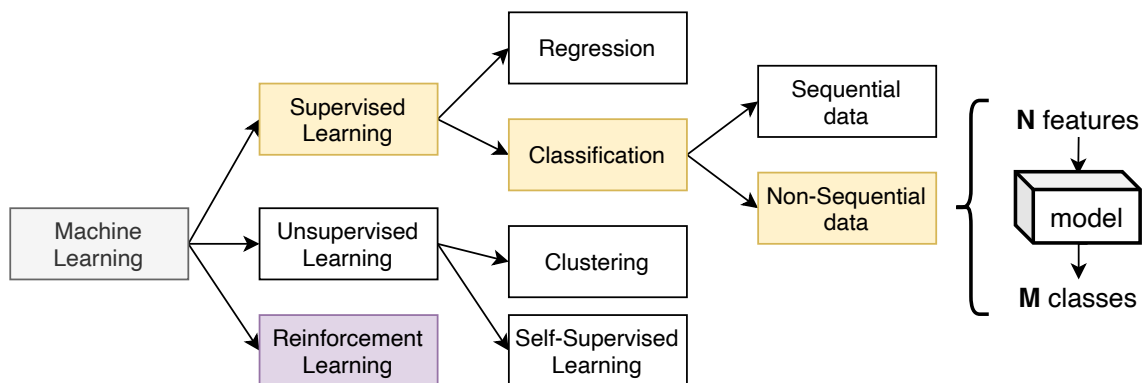 Machine
Learning
Supervised
Learning
Unsupervised
Learning
Reinforcement
Learning
Regression
Classification
Clustering
Self-Supervised
Learning
Sequential
data
Non-Sequential
data
N features
model
M classes